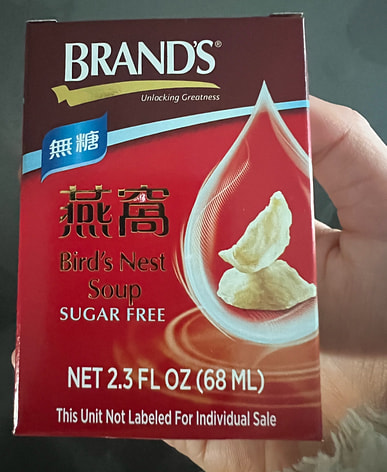 BRAND'S®
Unlocking Greatness
無糖
燕窩
Bird's Nest
Soup
SUGAR FREE
NET 2.3 FL OZ (68 ML)
This Unit Not Labeled For Individual Sale